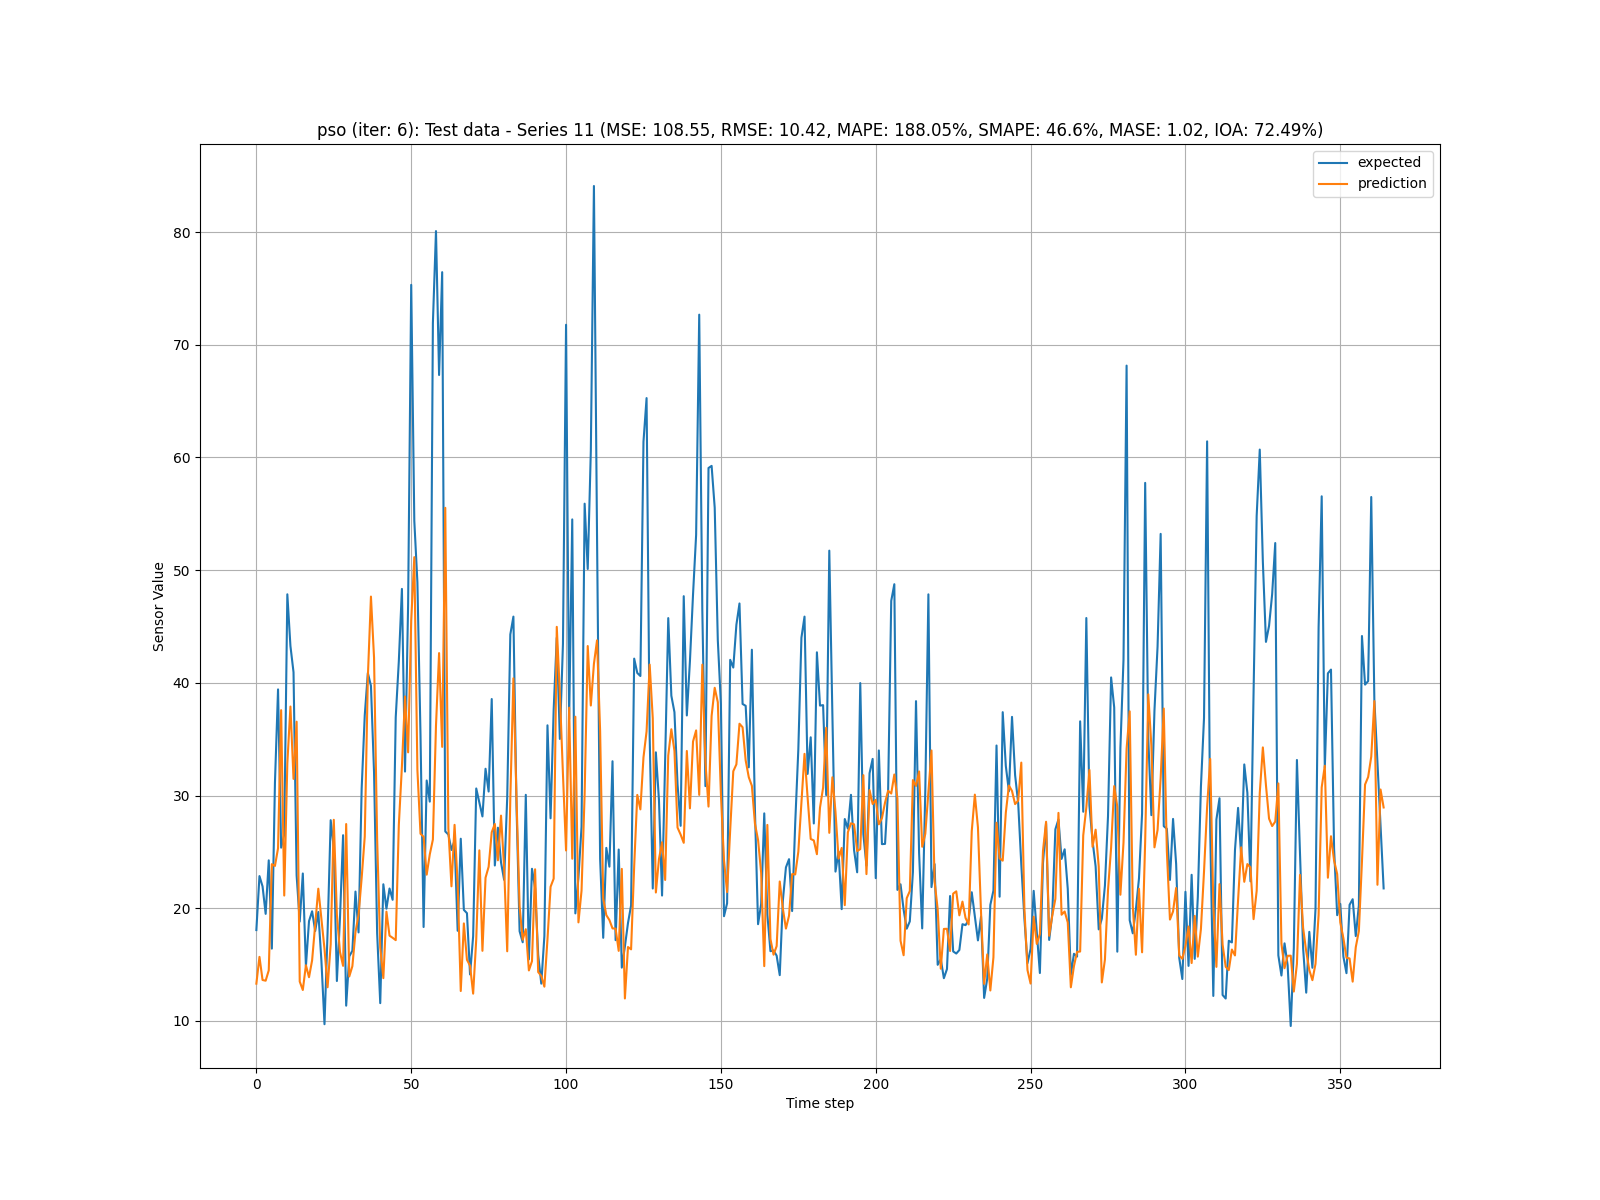 pso (iter: 6): Test data - Series 11 (MSE: 108.55, RMSE: 10.42, MAPE: 188.05%, SMAPE: 46.6%, MASE: 1.02, IOA: 72.49%)
expected
prediction
80
70
60
50
40
30
20
10
Sensor Value
0 50 100 150 200 250 300 350
Time step